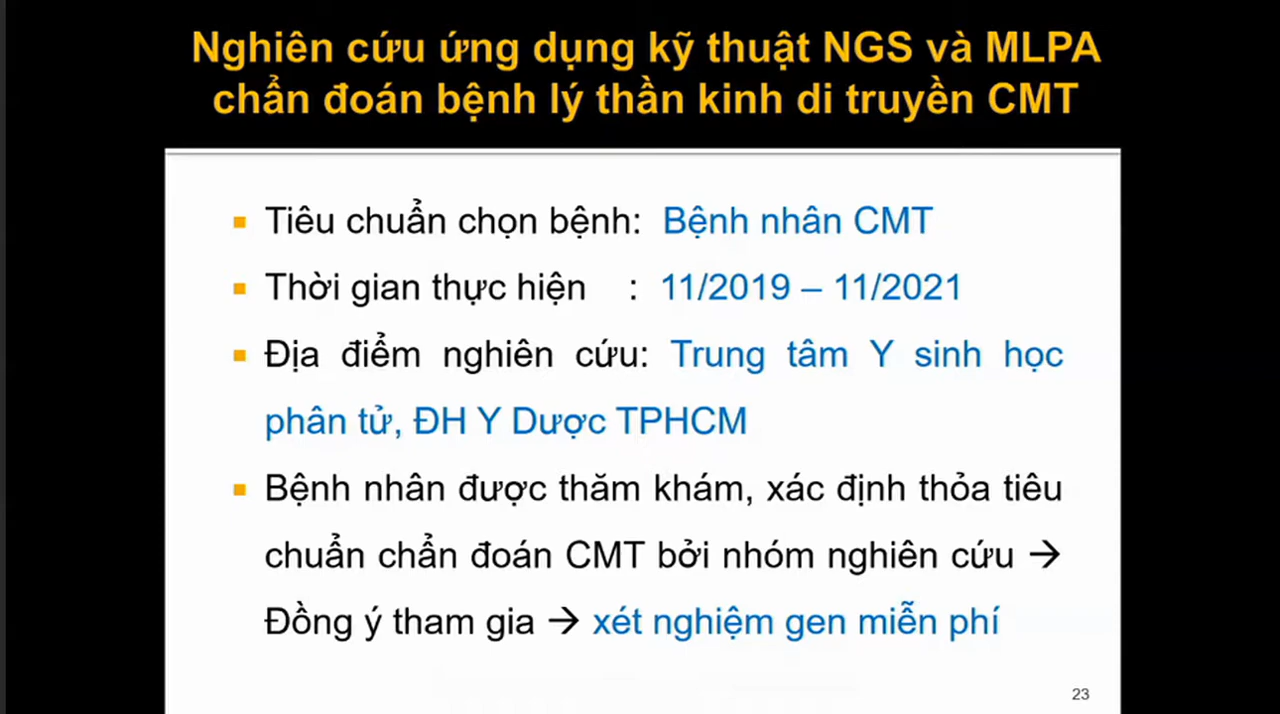 Nghiên cứu ứng dụng kỹ thuật NGS và MLPA
chẩn đoán bệnh lý thần kinh di truyền CMT
Tiêu chuẩn chọn bệnh: Bệnh nhân CMT
Thời gian thực hiện : 11/2019 – 11/2021
Địa điểm nghiên cứu: Trung tâm Y sinh học
phân tử, ĐH Y Dược TPHCM
Bệnh nhân được thăm khám, xác định thỏa tiêu
chuẩn chẩn đoán CMT bởi nhóm nghiên cứu →
Đồng ý tham gia → xét nghiệm gen miễn phí
23